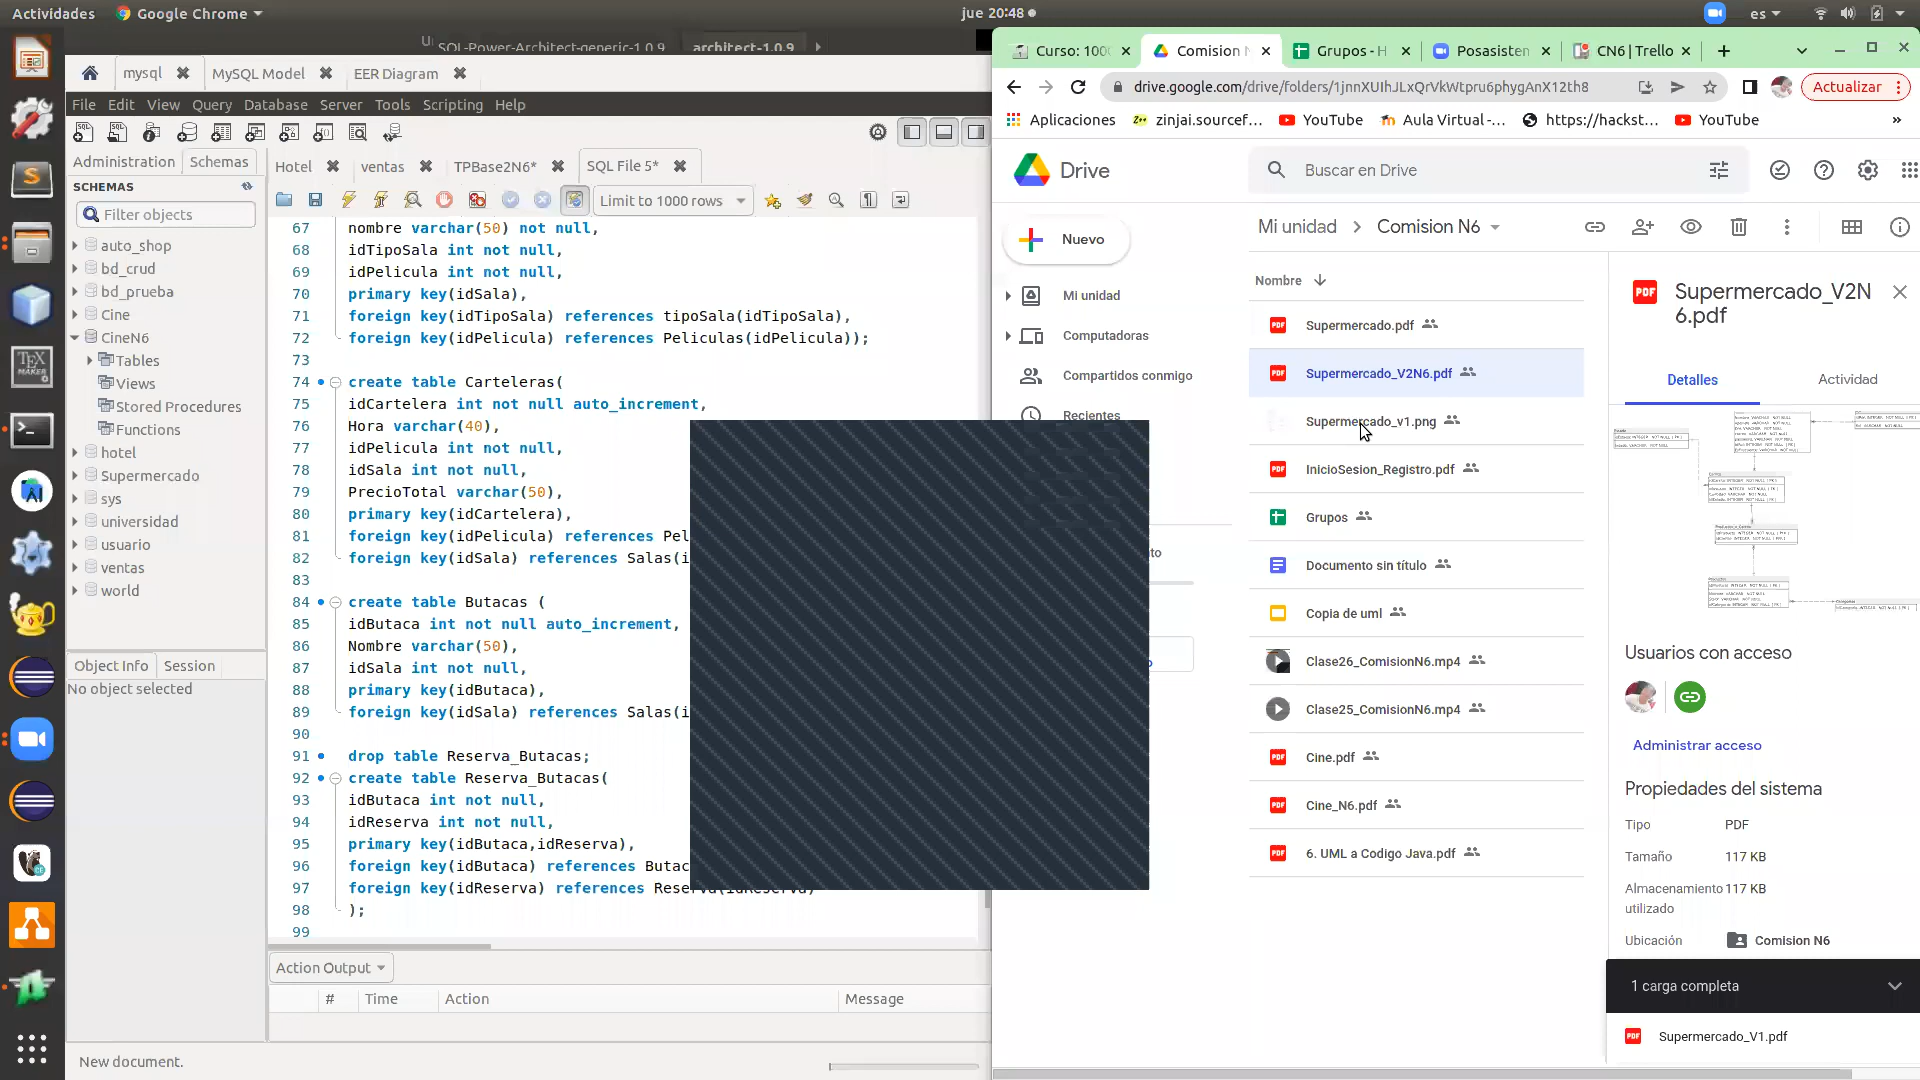 Actividades
Google Chrome
jue 20:48
es
SQL-Power-Architect-generic-1.0.9
architect-1.0.9
mysql
MySQL Model
EER Diagram
File Edit View Query Database Server Tools Scripting Help
Administration
Schemas
SCHEMAS
Filter objects
auto_shop
bd_crud
bd_prueba
Cine
CineN6
Tables
Views
Stored Procedures
Functions
hotel
Supermercado
sys
universidad
usuario
ventas
world
Object Info
Session
No object selected
New document.
Hotel
ventas
TPBase2N6*
SQL File 5*
Limit to 1000 rows
67 nombre varchar(50) not null,
68 idTipoSala int not null,
69 idPelicula int not null,
70 primary key(idSala),
71 foreign key(idTipoSala) references tipoSala(idTipoSala),
72 foreign key(idPelicula) references Peliculas(idPelicula));
73
74 create table Carteleras(
75 idCartelera int not null auto_increment,
76 Hora varchar(40),
77 idPelicula int not null,
78 idSala int not null,
79 PrecioTotal varchar(50),
80 primary key(idCartelera),
81 foreign key(idPelicula) references Pel
82 foreign key(idSala) references Salas(i
83
84 create table Butacas (
85 idButaca int not null auto_increment,
86 Nombre varchar(50),
87 idSala int not null,
88 primary key(idButaca),
89 foreign key(idSala) references Salas(i
90
91 drop table Reserva_Butacas;
92 create table Reserva_Butacas(
93 idButaca int not null,
94 idReserva int not null,
95 primary key(idButaca,idReserva),
96 foreign key(idButaca) references Butac
97 foreign key(idReserva) references Reserva(idReserva)
98 );
99
Action Output
# Time Action Message
Curso: 100
Comision N
Grupos - H
Posasisten
CN6 | Trello
drive.google.com/drive/folders/1jnnXUIhJLxQrVkWtpru6phygAnX12th8
Actualizar
Aplicaciones
zinjai.sourcef...
YouTube
Aula Virtual -...
https://hackst...
YouTube
»
Drive
Buscar en Drive
Nuevo
Mi unidad
Computadoras
Compartidos conmigo
Recientes
Mi unidad
Comision N6
Nombre
Supermercado.pdf
Supermercado_V2N6.pdf
Supermercado_v1.png
InicioSesion_Registro.pdf
Grupos
Documento sin título
Copia de uml
Clase26_ComisionN6.mp4
Clase25_ComisionN6.mp4
Cine.pdf
Cine_N6.pdf
6. UML a Codigo Java.pdf
Supermercado_V2N
6.pdf
Detalles
Actividad
Usuarios con acceso
Administrar acceso
Propiedades del sistema
Tipo PDF
Tamaño 117 KB
Almacenamiento 117 KB
utilizado
Ubicación Comision N6
1 carga completa
Supermercado_V1.pdf